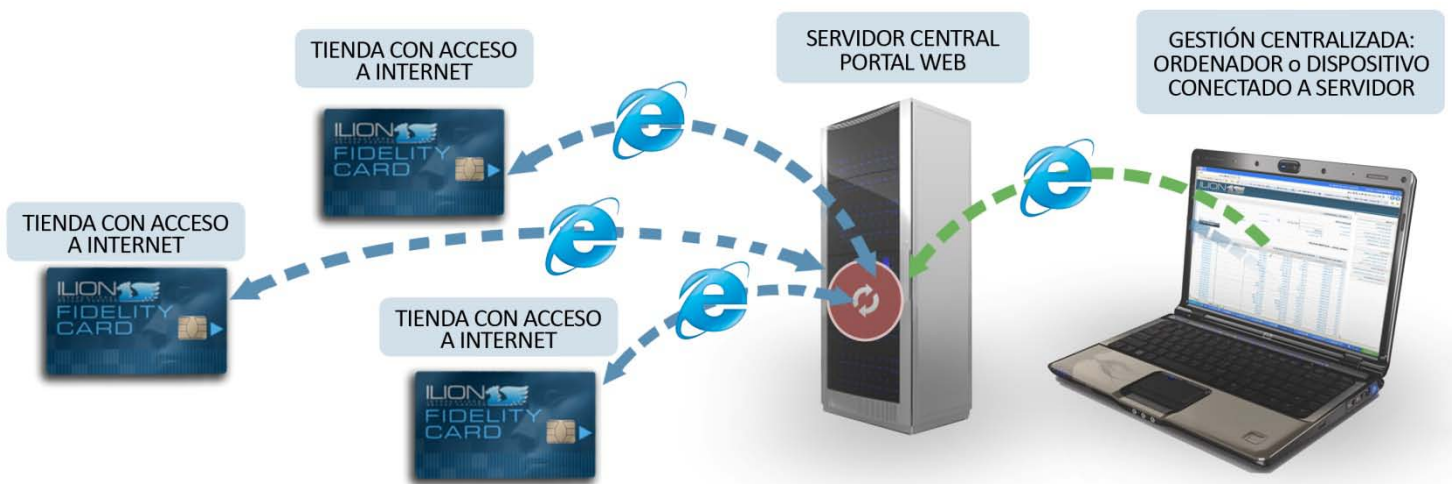 TIENDA CON ACCESO
A INTERNET
ILION
FIDELITY
CARD
SERVIDOR CENTRAL
PORTAL WEB
GESTIÓN CENTRALIZADA:
ORDENADOR o DISPOSITIVO
CONECTADO A SERVIDOR
TIENDA CON ACCESO
A INTERNET
ILION
FIDELITY
CARD
TIENDA CON ACCESO
A INTERNET
ILION
FIDELITY
CARD
ILION